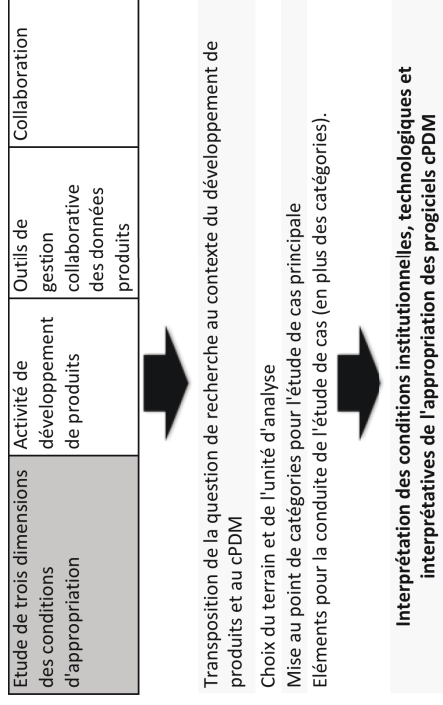 Etude de trois dimensions
des conditions
d'appropriation
Activité de
développement
de produits
Outils de
gestion
collaborative
des données
produits
Collaboration
Transposition de la question de recherche au contexte du développement de
produits et au cPDM
Choix du terrain et de l'unité d'analyse
Mise au point de catégories pour l'étude de cas principale
Eléments pour la conduite de l'étude de cas (en plus des catégories).
Interprétation des conditions institutionnelles, technologiques et
interprétatives de l'appropriation des progiciels cPDM